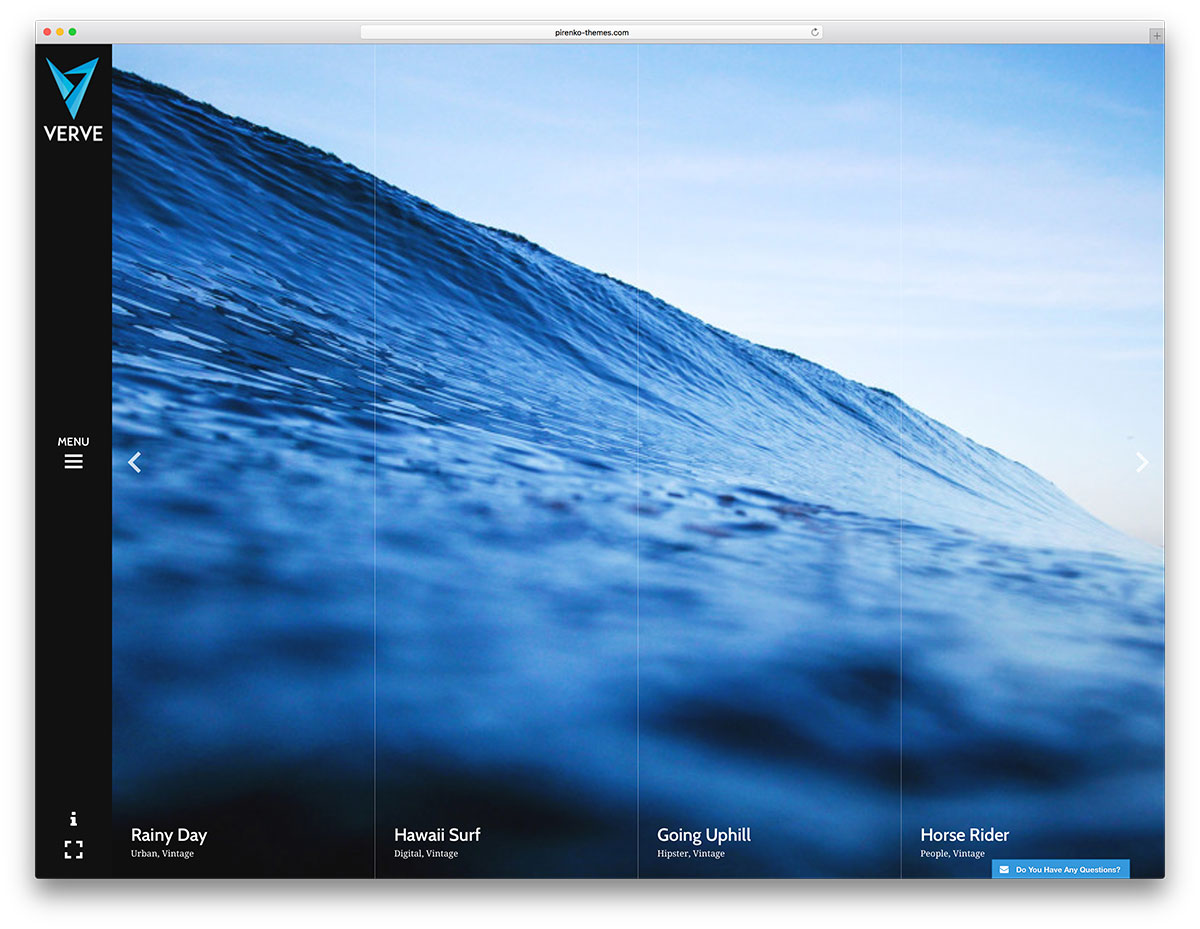 pirenko-themes.com
VERVE
MENU
Rainy Day
Urban, Vintage
Hawaii Surf
Digital, Vintage
Going Uphill
Hipster, Vintage
Horse Rider
People, Vintage
Do You Have Any Questions?